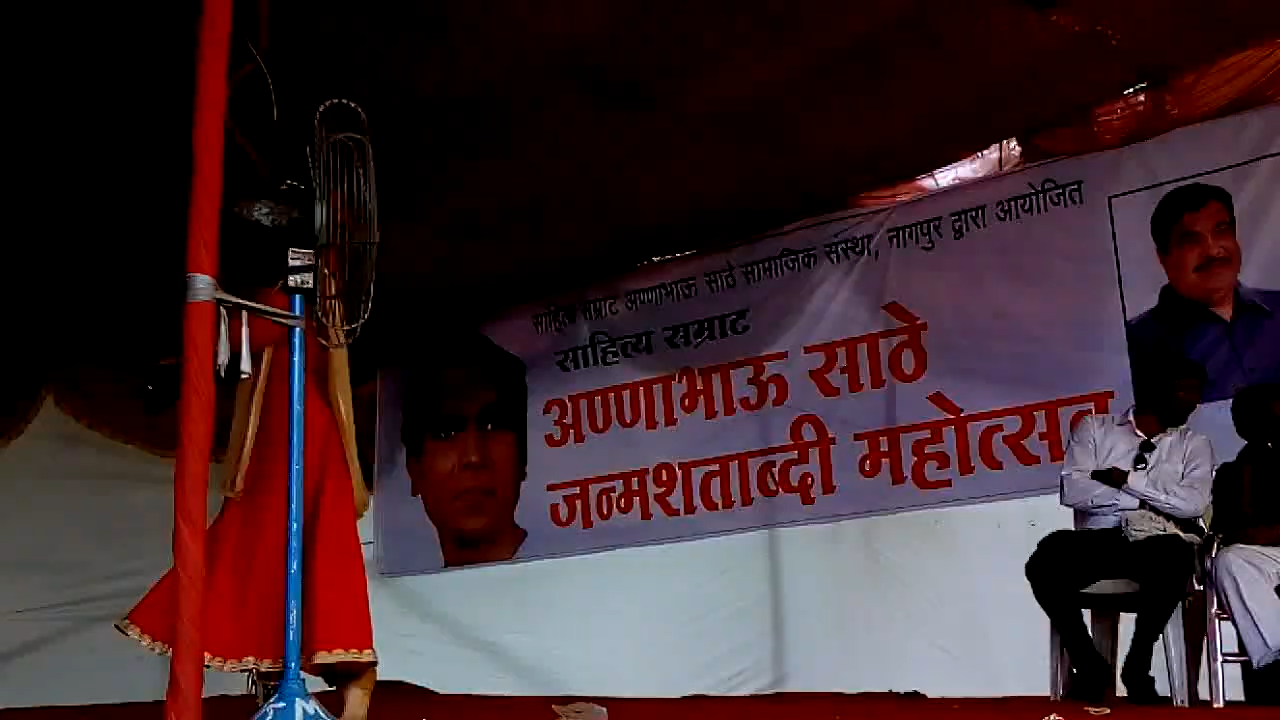 साहित्य सम्राट अण्णाभाऊ साठे सामाजिक संस्था, नागपुर द्वारा आयोजित
साहित्य सम्राट
अण्णाभाऊ साठे
जन्मशताब्दी महोत्सव